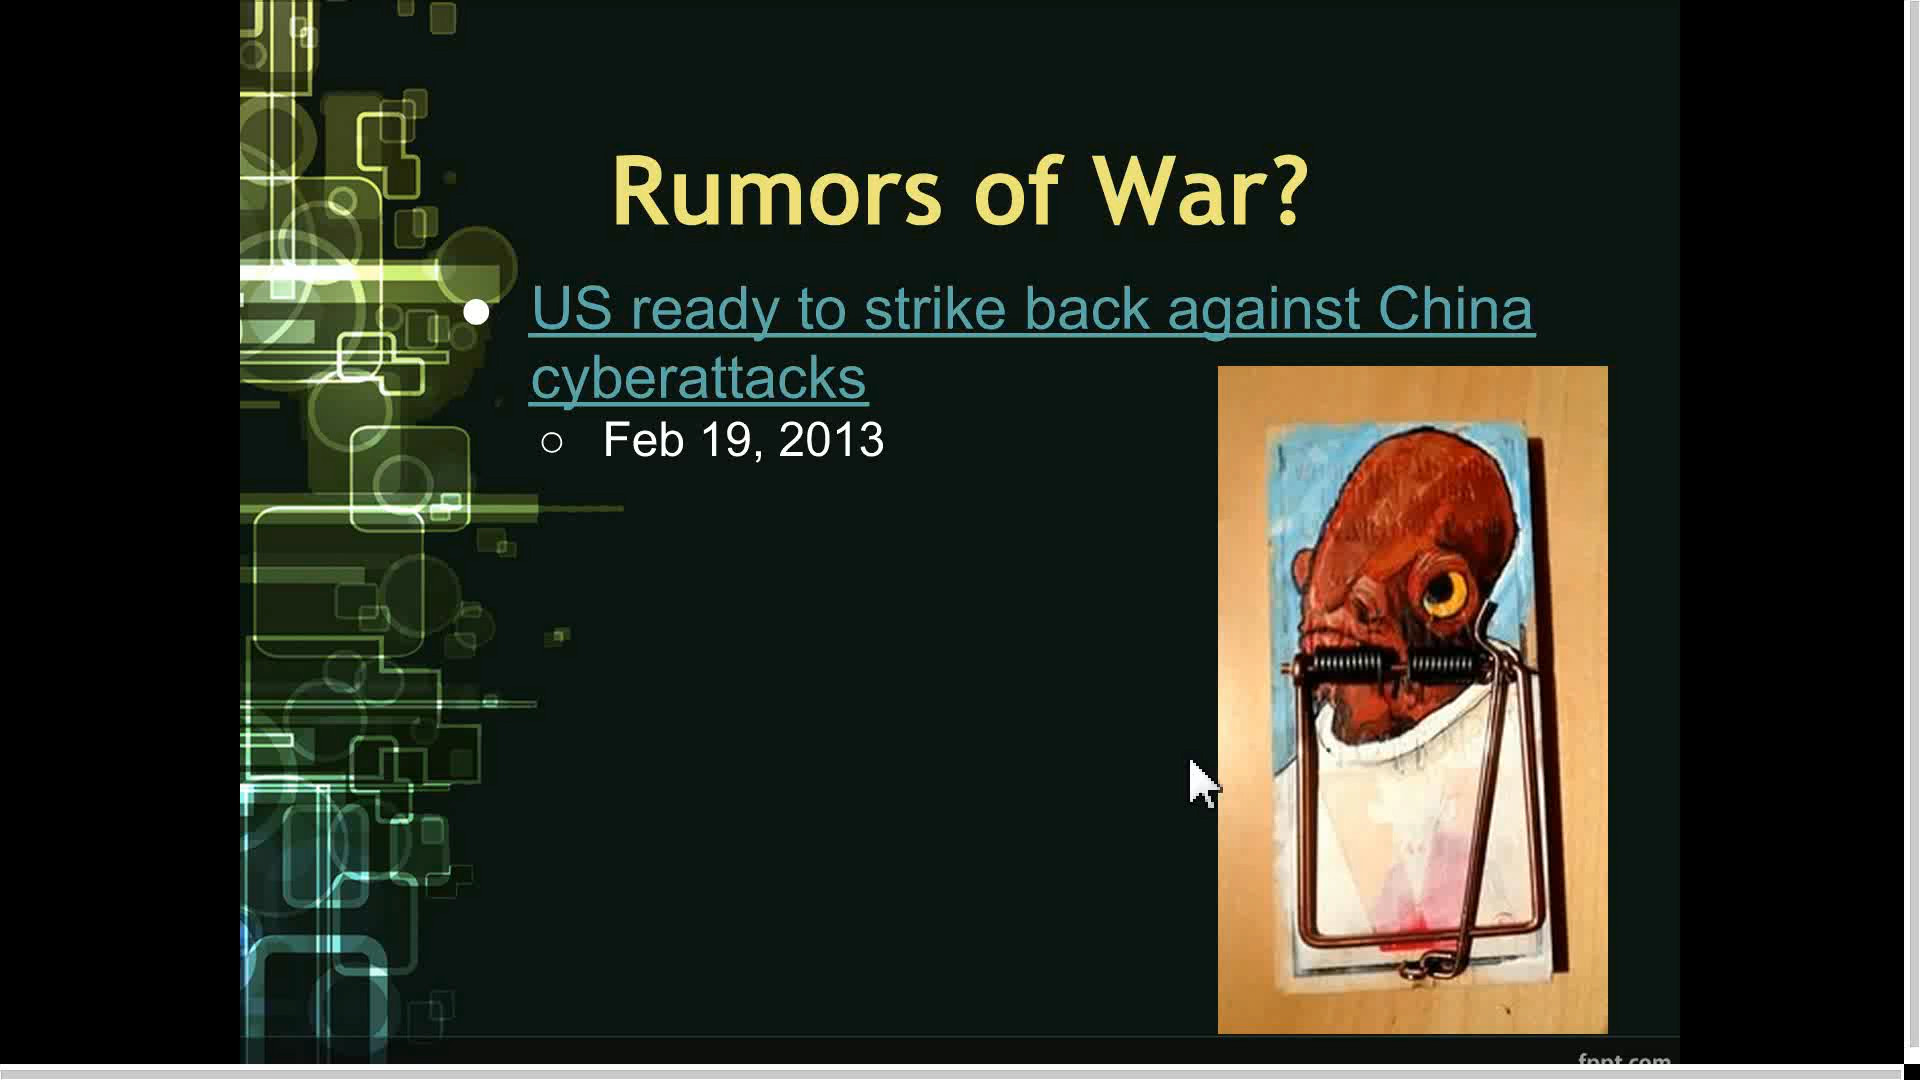 Rumors of War?
US ready to strike back against China
cyberattacks
Feb 19, 2013
fppt.com